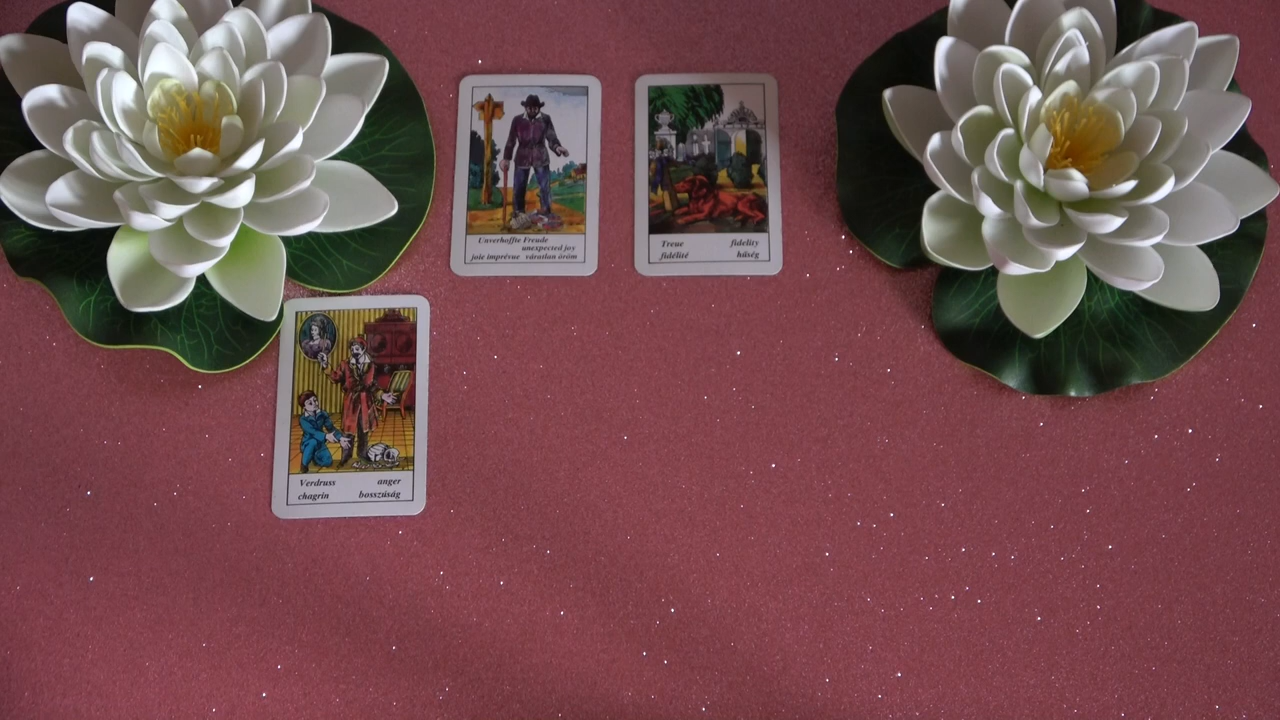 Unverhoffte Freude
unexpected joy
joie imprévue váratlan öröm
Treue fidelity
fidélité hűség
Verdruss anger
chagrin bosszúság